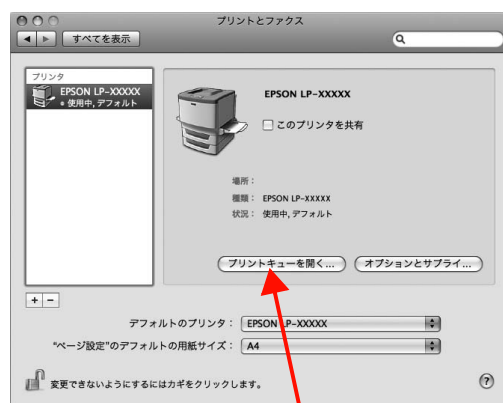 プリントとファクス
すべてを表示
プリンタ
EPSON LP-XXXXX
使用中, デフォルト
EPSON LP-XXXXX
このプリンタを共有
場所：
種類： EPSON LP-XXXXX
状況： 使用中, デフォルト
プリントキューを開く... オプションとサプライ...
+ −
デフォルトのプリンタ： EPSON LP-XXXXX
"ページ設定"のデフォルトの用紙サイズ： A4
変更できないようにするにはカギをクリックします。
?